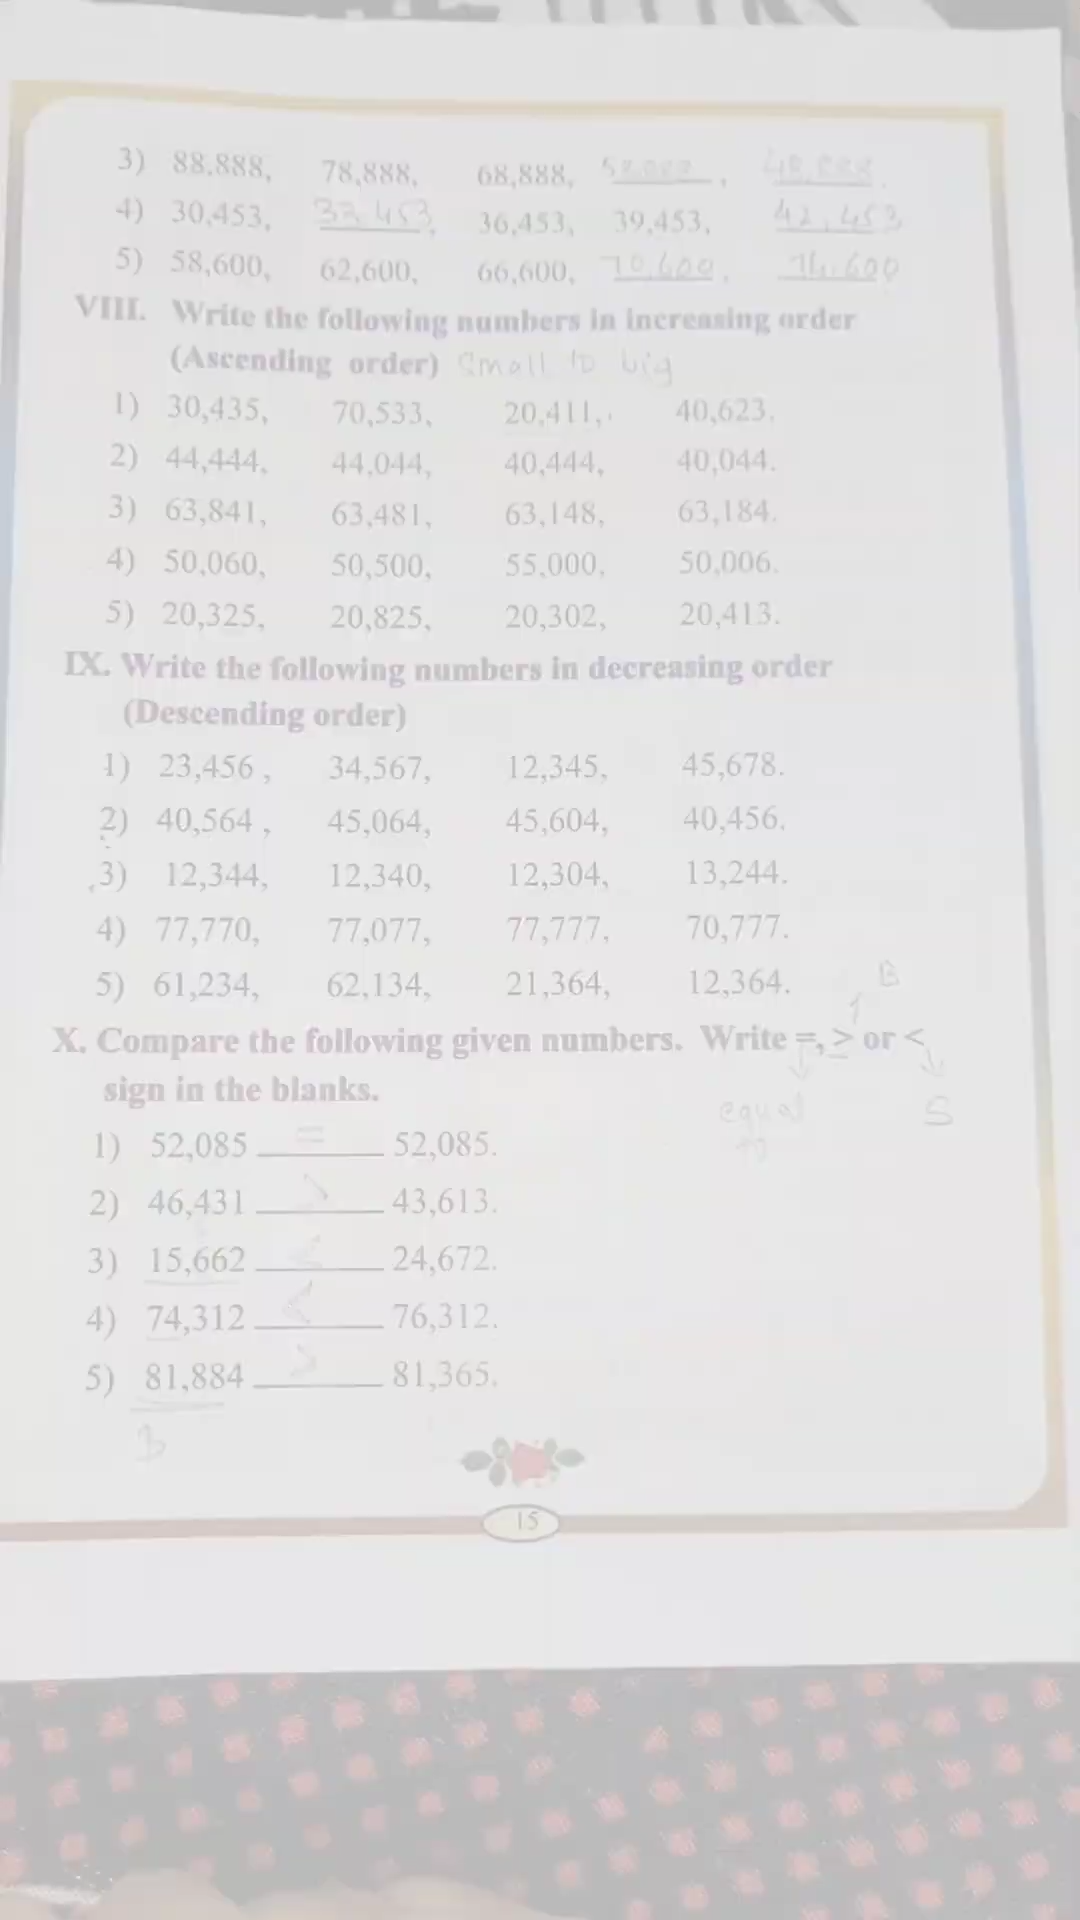 3) 88,888, 78,888, 68,888, , 48,888.
4) 30,453, 33,453, 36,453, 39,453, 42,453
5) 58,600, 62,600, 66,600, 70,600, 74,600
VIII. Write the following numbers in increasing order
(Ascending order) Small to big
1) 30,435, 70,533, 20,411, 40,623.
2) 44,444, 44,044, 40,444, 40,044.
3) 63,841, 63,481, 63,148, 63,184.
4) 50,060, 50,500, 55,000, 50,006.
5) 20,325, 20,825, 20,302, 20,413.
IX. Write the following numbers in decreasing order
(Descending order)
1) 23,456, 34,567, 12,345, 45,678.
2) 40,564, 45,064, 45,604, 40,456.
3) 12,344, 12,340, 12,304, 13,244.
4) 77,770, 77,077, 77,777, 70,777.
5) 61,234, 62,134, 21,364, 12,364.
B
X. Compare the following given numbers. Write =, > or <
sign in the blanks.
equal S
to
1) 52,085 = 52,085.
2) 46,431 > 43,613.
3) 15,662 < 24,672.
4) 74,312 < 76,312.
5) 81,884 > 81,365.
B
15